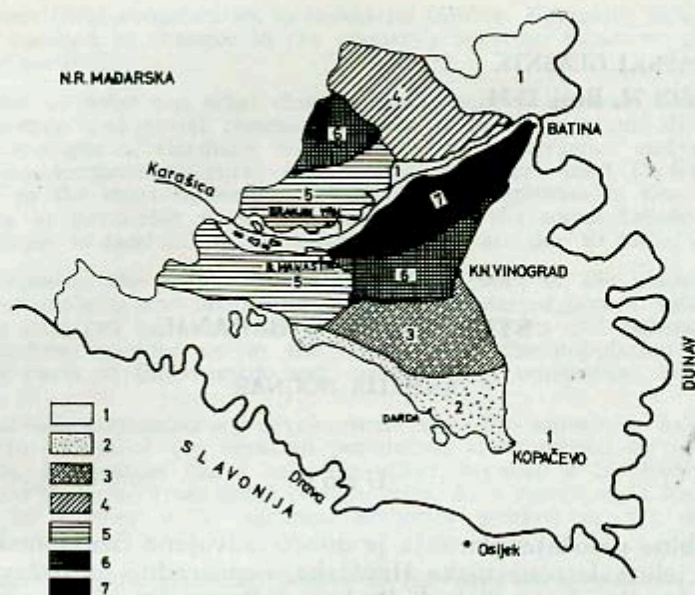 N.R. MAĐARSKA
1
4
BATINA
6
1
Karašica
5
7
B. MANASTIR
5
6
KN. VINOGRAD
3
DUNAV
2
DARDA
1
KOPAČEVO
SLAVONIJA
Drava
Osijek
1
2
3
4
5
6
7